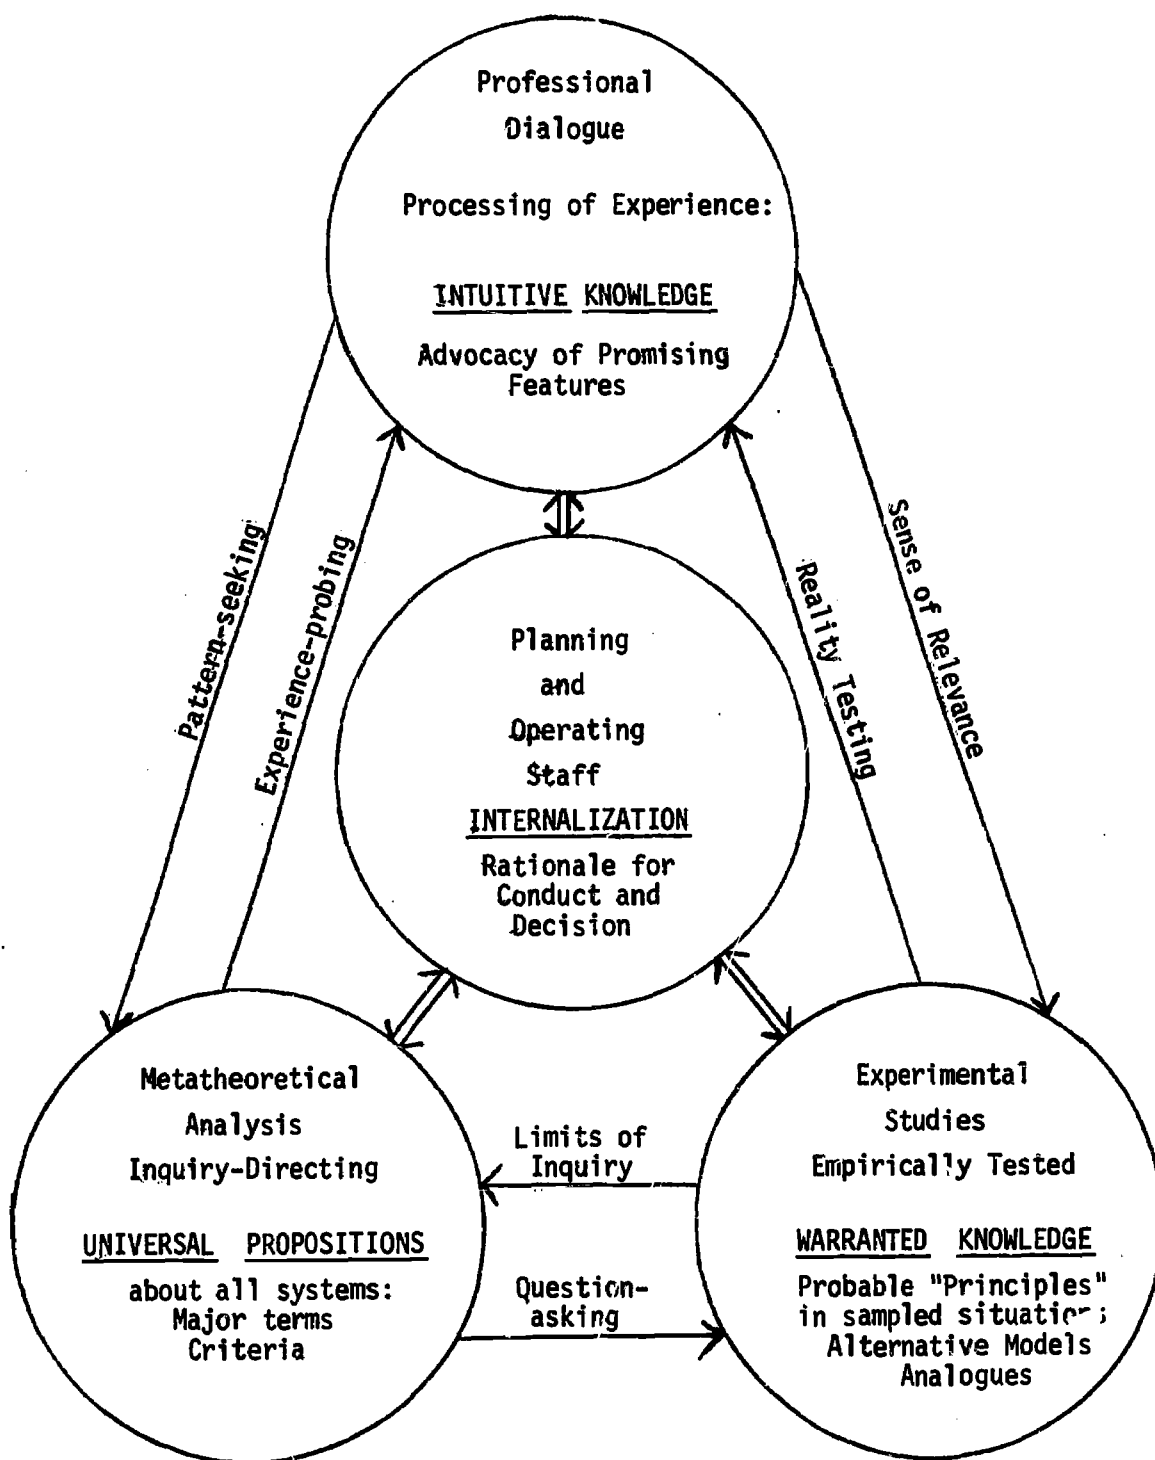 Professional
Dialogue
Processing of Experience:
INTUITIVE KNOWLEDGE
Advocacy of Promising
Features
Pattern-seeking
Experience-probing
Reality Testing
Sense of Relevance
Planning
and
Operating
Staff
INTERNALIZATION
Rationale for
Conduct and
Decision
Metatheoretical
Analysis
Inquiry-Directing
UNIVERSAL PROPOSITIONS
about all systems:
Major terms
Criteria
Limits of
Inquiry
Question-
asking
Experimental
Studies
Empirically Tested
WARRANTED KNOWLEDGE
Probable "Principles"
in sampled situations
Alternative Models
Analogues